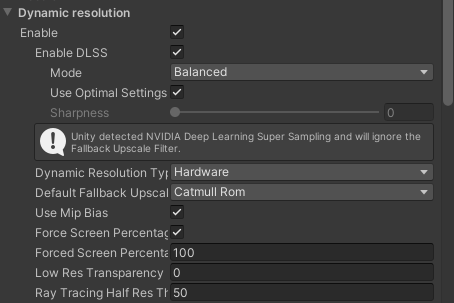 Dynamic resolution
Enable
Enable DLSS
Mode Balanced
Use Optimal Settings
Sharpness 0
Unity detected NVIDIA Deep Learning Super Sampling and will ignore the
Fallback Upscale Filter.
Dynamic Resolution Typ Hardware
Default Fallback Upscal Catmull Rom
Use Mip Bias
Force Screen Percentag
Forced Screen Percenta 100
Low Res Transparency 0
Ray Tracing Half Res Th 50